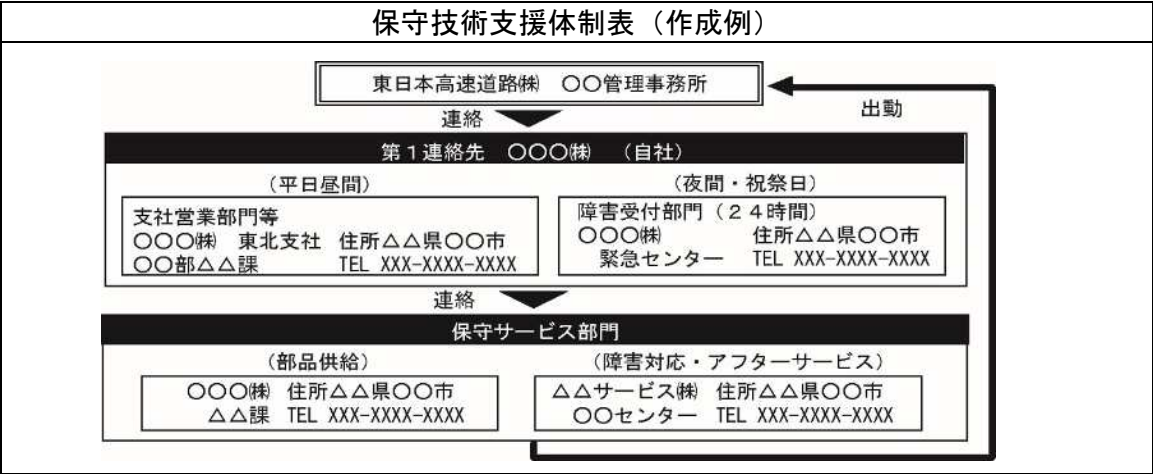 保守技術支援体制表（作成例）
東日本高速道路㈱　〇〇管理事務所
出動
連絡
第１連絡先　〇〇〇㈱　（自社）
（平日昼間）
支社営業部門等
〇〇〇㈱　東北支社　住所△△県〇〇市
〇〇部△△課　TEL XXX-XXXX-XXXX
（夜間・祝祭日）
障害受付部門（２４時間）
〇〇〇㈱　住所△△県〇〇市
緊急センター　TEL XXX-XXXX-XXXX
連絡
保守サービス部門
（部品供給）
〇〇〇㈱　住所△△県〇〇市
△△課　TEL XXX-XXXX-XXXX
（障害対応・アフターサービス）
△△サービス㈱　住所△△県〇〇市
〇〇センター　TEL XXX-XXXX-XXXX